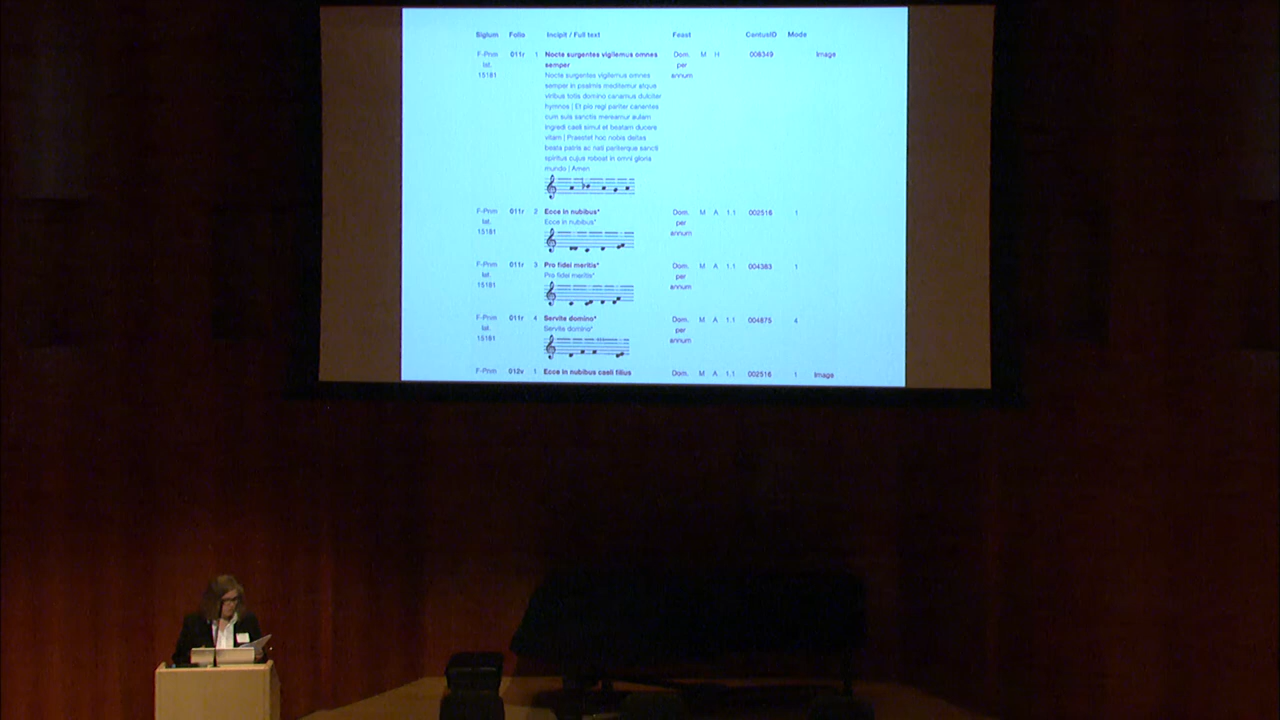 Siglum Folio Incipit / Full text Feast CantusID Mode
F-Pnm 011r 1 Nocte surgentes vigilemus omnes Dom. M H 008349 Image
lat. semper per
15181 Nocte surgentes vigilemus omnes annum
semper in psalmis meditemur atque
viribus totis domino canamus dulciter
hymnos | Et pio regi pariter canentes
cum suis sanctis mereamur aulam
ingredi caeli simul et beatam ducere
vitam | Praestet hoc nobis deitas
beata patris ac nati pariterque sancti
spiritus cujus reboat in omni gloria
mundo | Amen
F-Pnm 011r 2 Ecce in nubibus* Dom. M A 1.1 002516 1
lat. Ecce in nubibus* per
15181 annum
F-Pnm 011r 3 Pro fidei meritis* Dom. M A 1.1 004383 1
lat. Pro fidei meritis* per
15181 annum
F-Pnm 011r 4 Servite domino* Dom. M A 1.1 004875 4
lat. Servite domino* per
15181 annum
F-Pnm 012v 1 Ecce in nubibus caeli filius Dom. M A 1.1 002516 1 Image